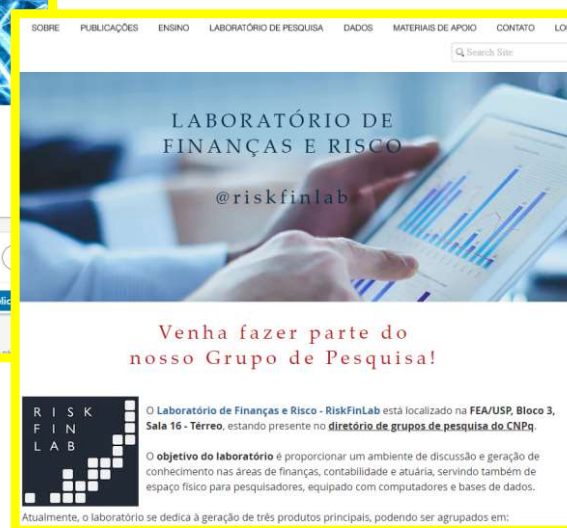 SOBRE PUBLICAÇÕES ENSINO LABORATÓRIO DE PESQUISA DADOS MATERIAIS DE APOIO CONTATO
Search Site
LABORATÓRIO DE
FINANÇAS E RISCO
@riskfinlab
Venha fazer parte do
nosso Grupo de Pesquisa!
RISK
FIN
LAB
O Laboratório de Finanças e Risco - RiskFinLab está localizado na FEA/USP, Bloco 3,
Sala 16 - Térreo, estando presente no diretório de grupos de pesquisa do CNPq.
O objetivo do laboratório é proporcionar um ambiente de discussão e geração de
conhecimento nas áreas de finanças, contabilidade e atuária, servindo também de
espaço físico para pesquisadores, equipado com computadores e bases de dados.
Atualmente, o laboratório se dedica à geração de três produtos principais, podendo ser agrupados em: